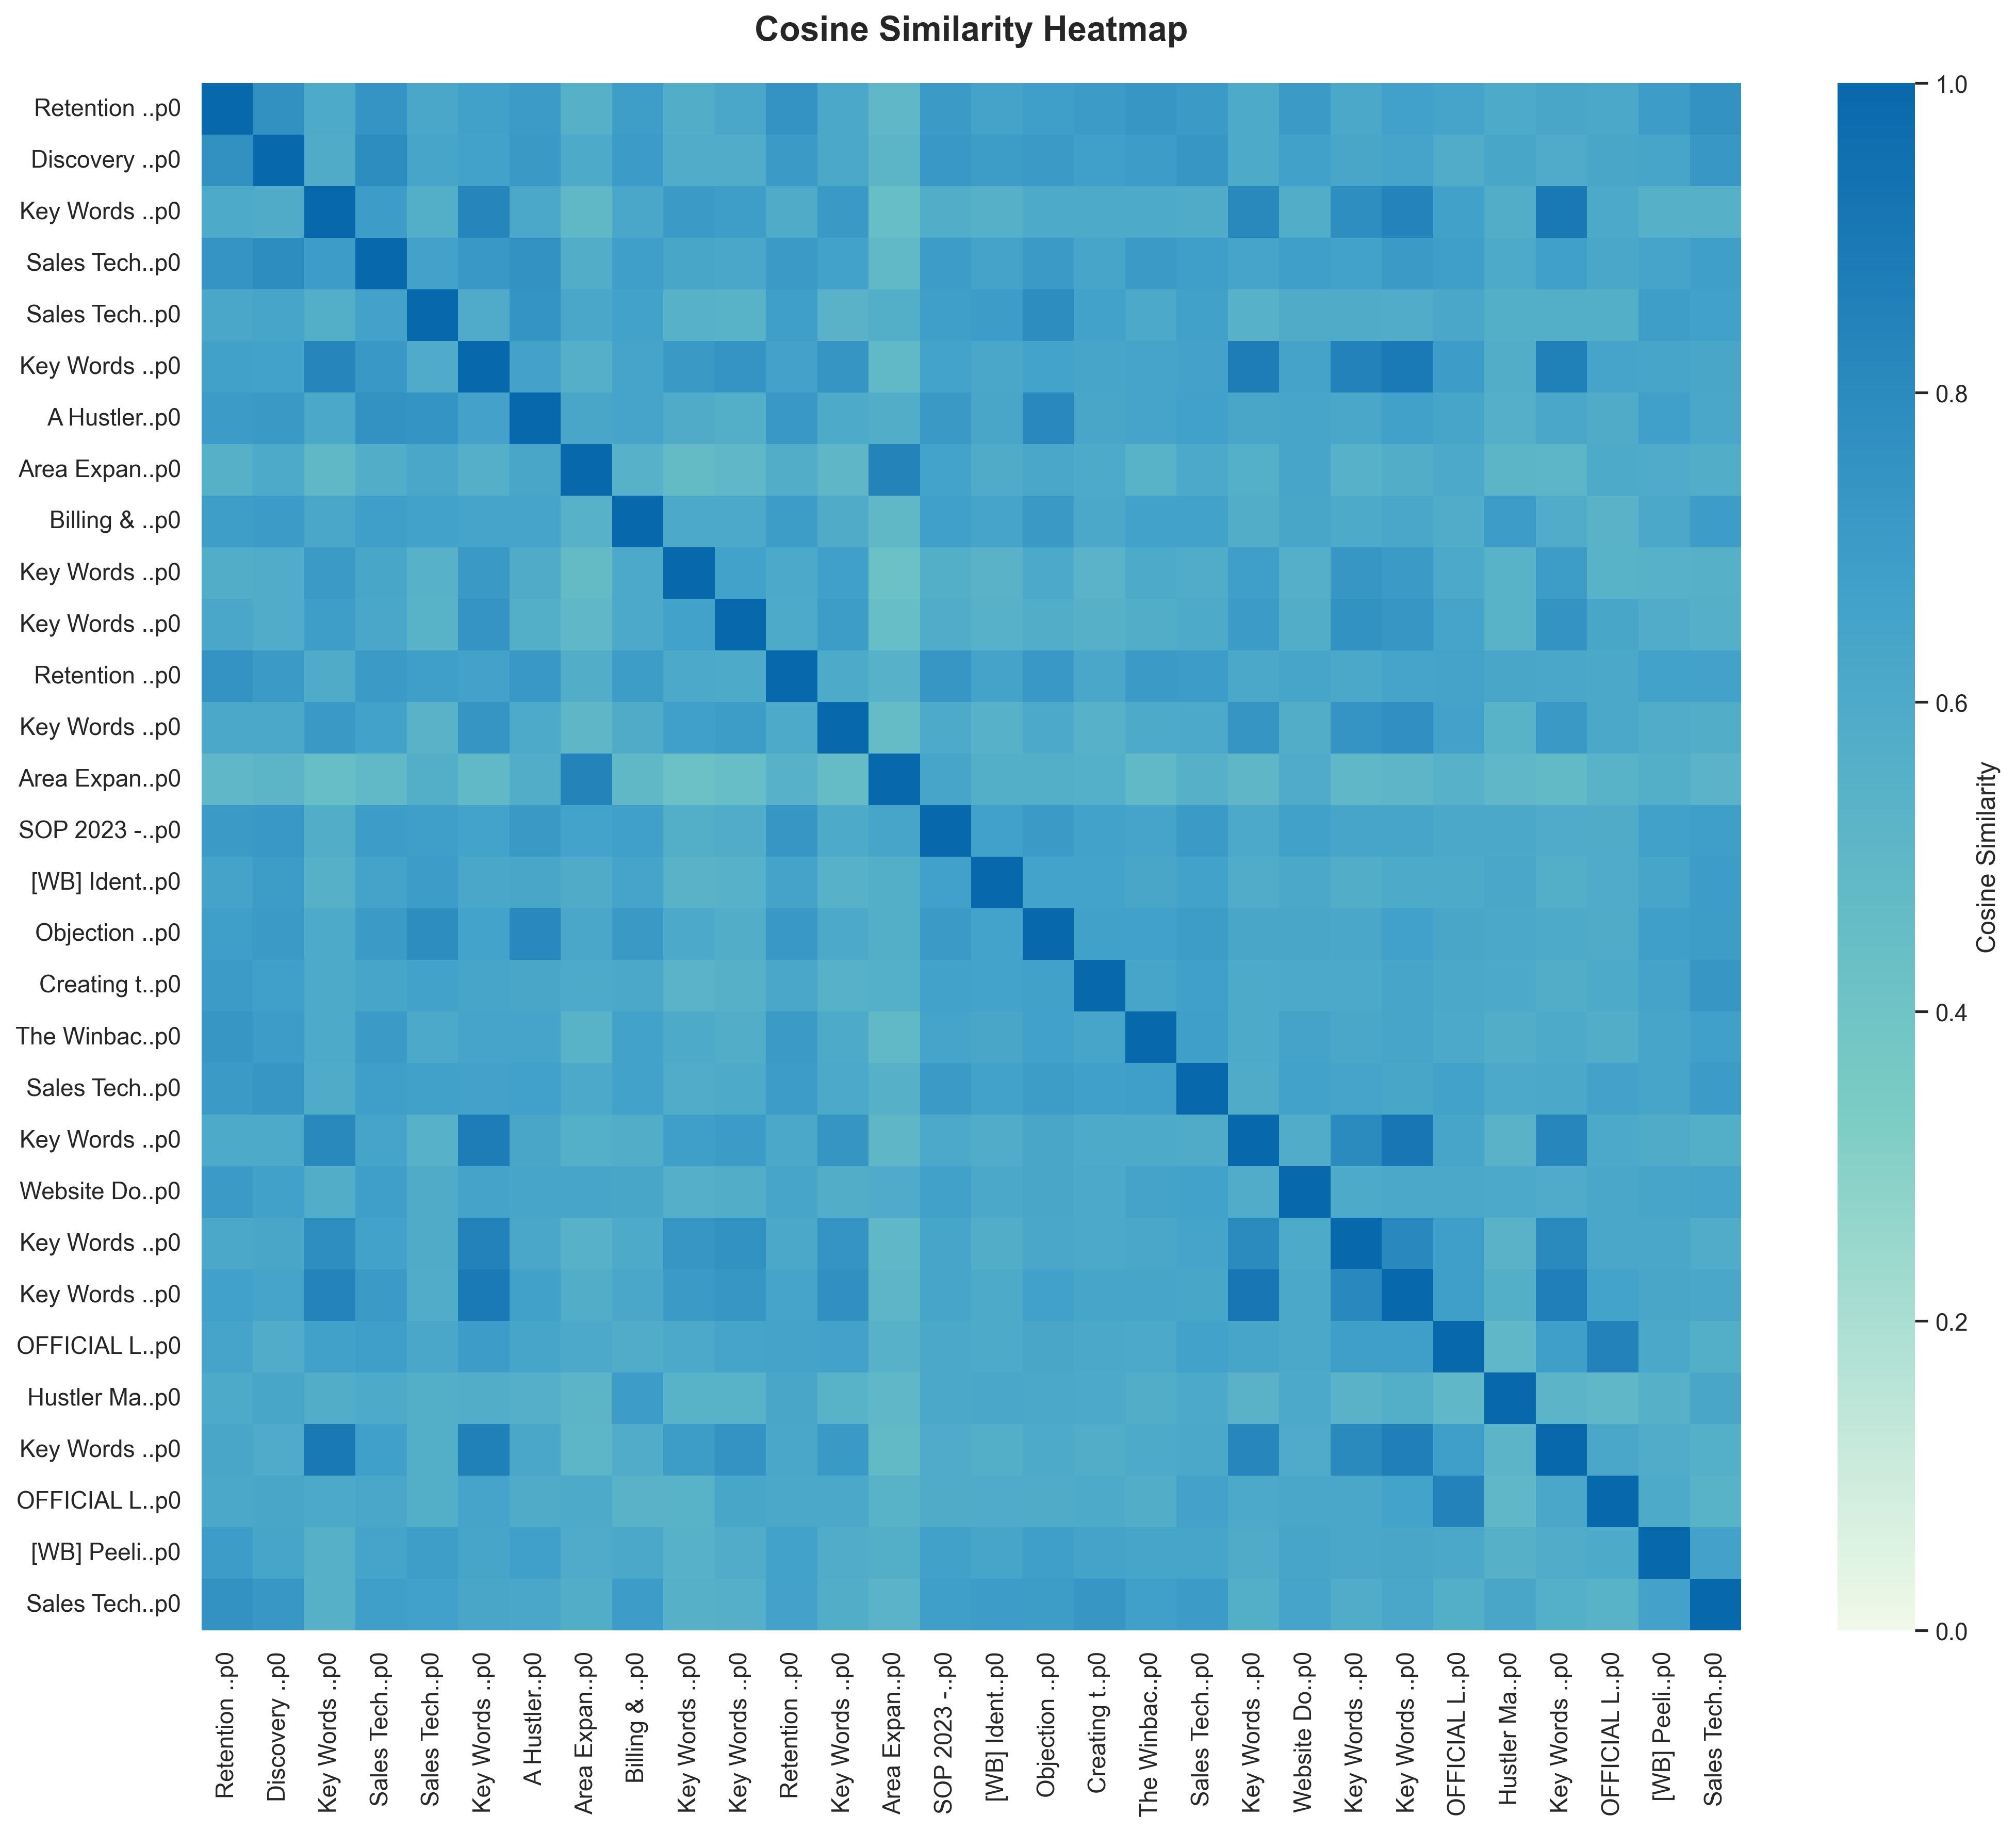 Cosine Similarity Heatmap
Retention ..p0
Discovery ..p0
Key Words ..p0
Sales Tech..p0
Sales Tech..p0
Key Words ..p0
A Hustler..p0
Area Expan..p0
Billing & ..p0
Key Words ..p0
Key Words ..p0
Retention ..p0
Key Words ..p0
Area Expan..p0
SOP 2023 -..p0
[WB] Ident..p0
Objection ..p0
Creating t..p0
The Winbac..p0
Sales Tech..p0
Key Words ..p0
Website Do..p0
Key Words ..p0
Key Words ..p0
OFFICIAL L..p0
Hustler Ma..p0
Key Words ..p0
OFFICIAL L..p0
[WB] Peeli..p0
Sales Tech..p0
Retention ..p0
Discovery ..p0
Key Words ..p0
Sales Tech..p0
Sales Tech..p0
Key Words ..p0
A Hustler..p0
Area Expan..p0
Billing & ..p0
Key Words ..p0
Key Words ..p0
Retention ..p0
Key Words ..p0
Area Expan..p0
SOP 2023 -..p0
[WB] Ident..p0
Objection ..p0
Creating t..p0
The Winbac..p0
Sales Tech..p0
Key Words ..p0
Website Do..p0
Key Words ..p0
Key Words ..p0
OFFICIAL L..p0
Hustler Ma..p0
Key Words ..p0
OFFICIAL L..p0
[WB] Peeli..p0
Sales Tech..p0
1.0
0.8
0.6
0.4
0.2
0.0
Cosine Similarity